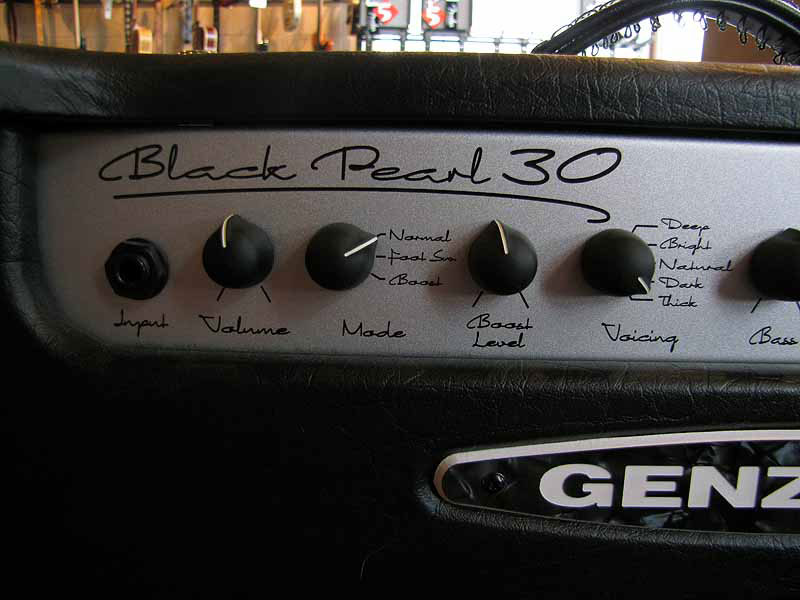 Black Pearl 30
Deep
Normal
Bright
Foot Sw.
Natural
Boost
Dark
Thick
Input
Volume
Mode
Boost
Level
Voicing
Bass
GENZ